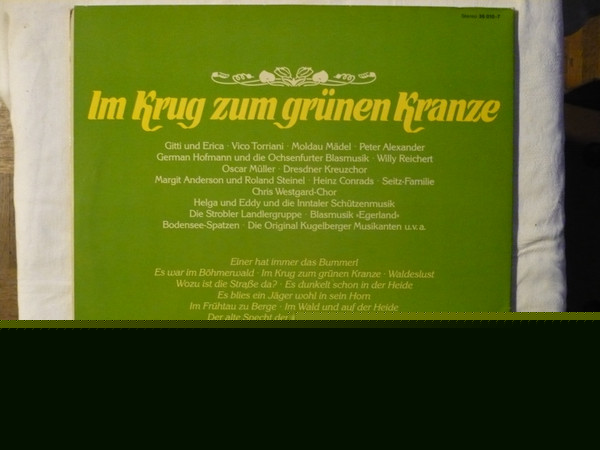 Im Krug zum grünen Kranze
Gitti und Erica · Vico Torriani · Moldau Mädel · Peter Alexander
German Hofmann und die Ochsenfurter Blasmusik · Willy Reichert
Oscar Müller · Dresdner Kreuzchor
Margit Anderson und Roland Steinel · Heinz Conrads · Seitz-Familie
Chris Westgard-Chor
Helga und Eddy und die Inntaler Schützenmusik
Die Strobler Landlergruppe · Blasmusik »Egerland«
Bodensee-Spatzen · Die Original Kugelberger Musikanten u.v.a.
Einer hat immer das Bummerl
Es war im Böhmerwald · Im Krug zum grünen Kranze · Waldeslust
Wozu ist die Straße da? · Es dunkelt schon in der Heide
Es blies ein Jäger wohl in sein Horn
Im Frühtau zu Berge · Im Wald und auf der Heide
Der alte Specht der